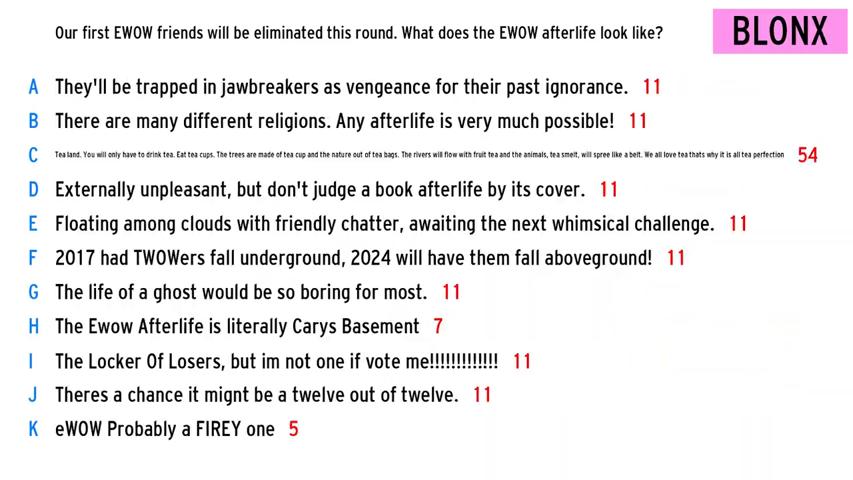 Our first EWOW friends will be eliminated this round. What does the EWOW afterlife look like?
BLONX
A They'll be trapped in jawbreakers as vengeance for their past ignorance. 11
B There are many different religions. Any afterlife is very much possible! 11
C Tea land. You will only have to drink tea. Eat tea cups. The trees are made of tea cup and the nature out of tea bags. The rivers will flow with fruit tea and the animals, tea smelt, will spree like a belt. We all love tea thats why it is all tea perfection 54
D Externally unpleasant, but don't judge a book afterlife by its cover. 11
E Floating among clouds with friendly chatter, awaiting the next whimsical challenge. 11
F 2017 had TWOWers fall underground, 2024 will have them fall aboveground! 11
G The life of a ghost would be so boring for most. 11
H The Ewow Afterlife is literally Carys Basement 7
I The Locker Of Losers, but im not one if vote me!!!!!!!!!!!!! 11
J Theres a chance it mignt be a twelve out of twelve. 11
K eWOW Probably a FIREY one 5